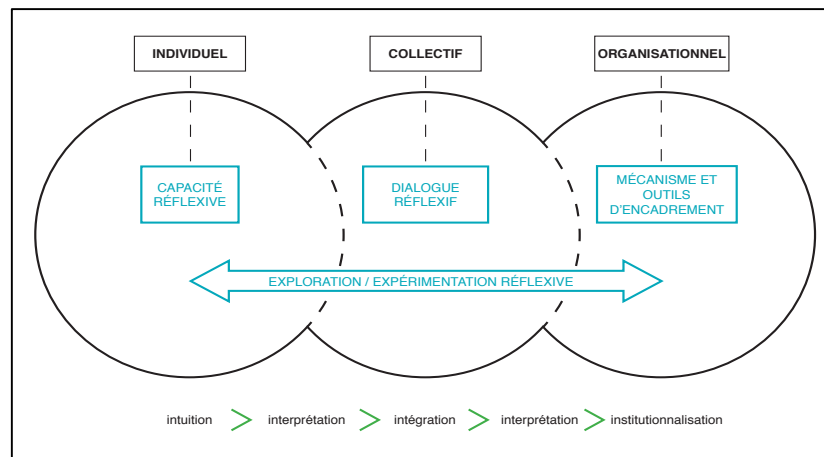 INDIVIDUEL
COLLECTIF
ORGANISATIONNEL
CAPACITÉ
RÉFLEXIVE
DIALOGUE
RÉFLEXIF
MÉCANISME ET
OUTILS
D'ENCADREMENT
EXPLORATION / EXPÉRIMENTATION RÉFLEXIVE
intuition > interprétation > intégration > interprétation > institutionnalisation